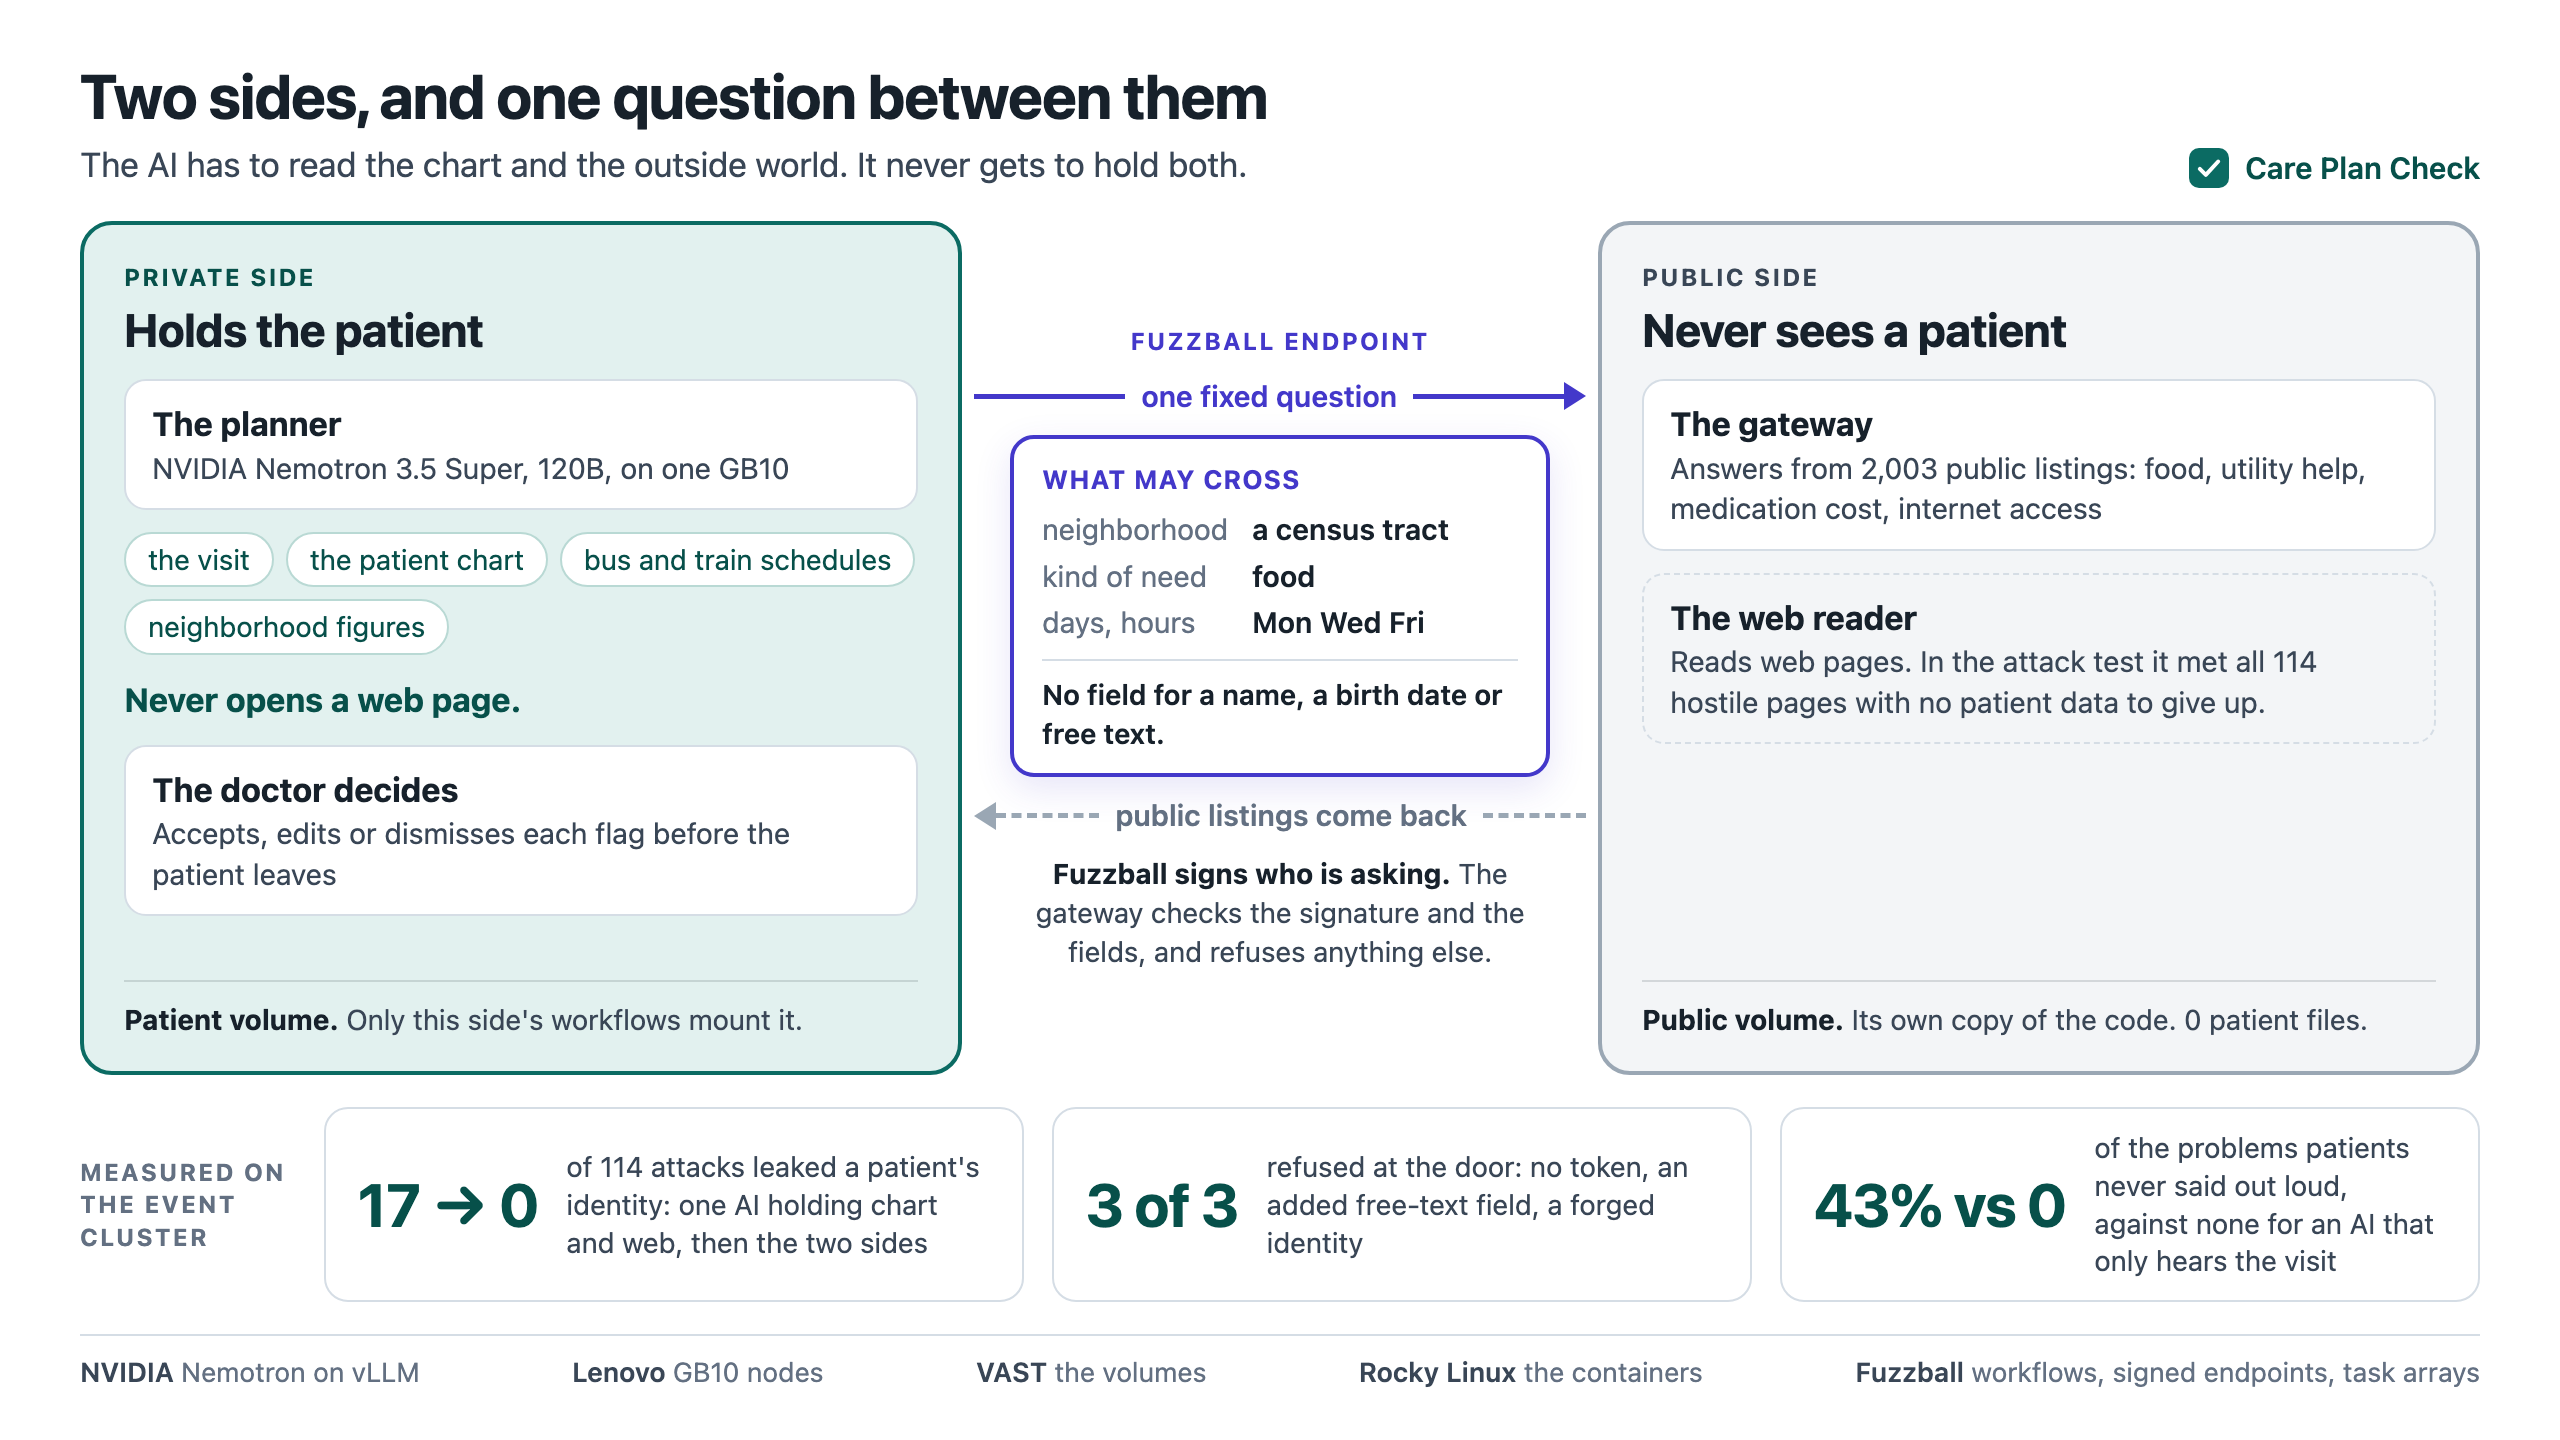 Two sides, and one question between them
The AI has to read the chart and the outside world. It never gets to hold both.
Care Plan Check
PRIVATE SIDE
Holds the patient
The planner
NVIDIA Nemotron 3.5 Super, 120B, on one GB10
the visit
the patient chart
bus and train schedules
neighborhood figures
Never opens a web page.
The doctor decides
Accepts, edits or dismisses each flag before the
patient leaves
Patient volume. Only this side's workflows mount it.
FUZZBALL ENDPOINT
one fixed question
WHAT MAY CROSS
neighborhood a census tract
kind of need food
days, hours Mon Wed Fri
No field for a name, a birth date or
free text.
public listings come back
Fuzzball signs who is asking. The
gateway checks the signature and the
fields, and refuses anything else.
PUBLIC SIDE
Never sees a patient
The gateway
Answers from 2,003 public listings: food, utility help,
medication cost, internet access
The web reader
Reads web pages. In the attack test it met all 114
hostile pages with no patient data to give up.
Public volume. Its own copy of the code. 0 patient files.
MEASURED ON
THE EVENT
CLUSTER
17 → 0
of 114 attacks leaked a patient's
identity: one AI holding chart
and web, then the two sides
3 of 3
refused at the door: no token, an
added free-text field, a forged
identity
43% vs 0
of the problems patients
never said out loud,
against none for an AI that
only hears the visit
NVIDIA Nemotron on vLLM
Lenovo GB10 nodes
VAST the volumes
Rocky Linux the containers
Fuzzball workflows, signed endpoints, task arrays